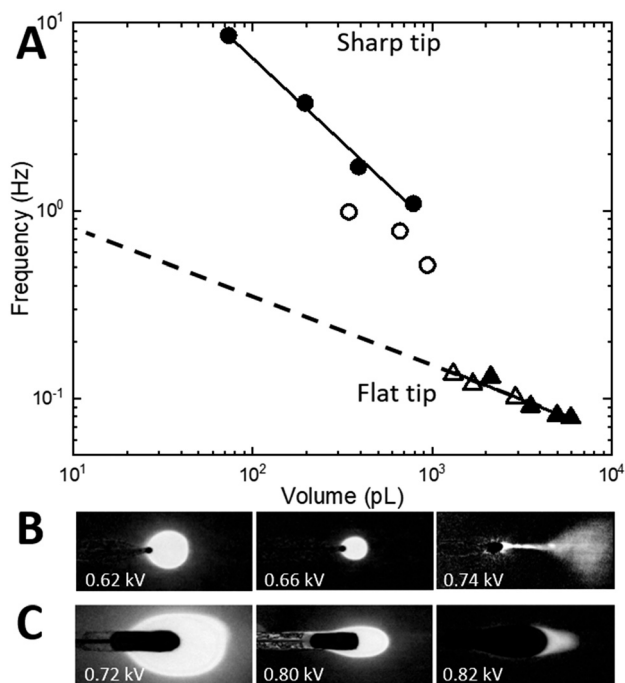 A
Frequency (Hz)
10¹
10⁰
10⁻¹
Sharp tip
Flat tip
10¹ 10² 10³ 10⁴
Volume (pL)
B
0.62 kV 0.66 kV 0.74 kV
C
0.72 kV 0.80 kV 0.82 kV